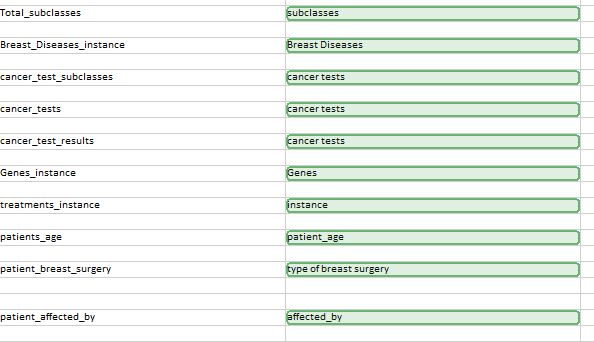 Total_subclasses subclasses
Breast_Diseases_instance Breast Diseases
cancer_test_subclasses cancer tests
cancer_tests cancer tests
cancer_test_results cancer tests
Genes_instance Genes
treatments_instance instance
patients_age patient_age
patient_breast_surgery type of breast surgery
patient_affected_by affected_by